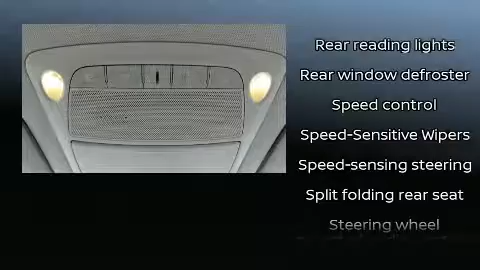 Rear reading lights
Rear window defroster
Speed control
Speed-Sensitive Wipers
Speed-sensing steering
Split folding rear seat
Steering wheel